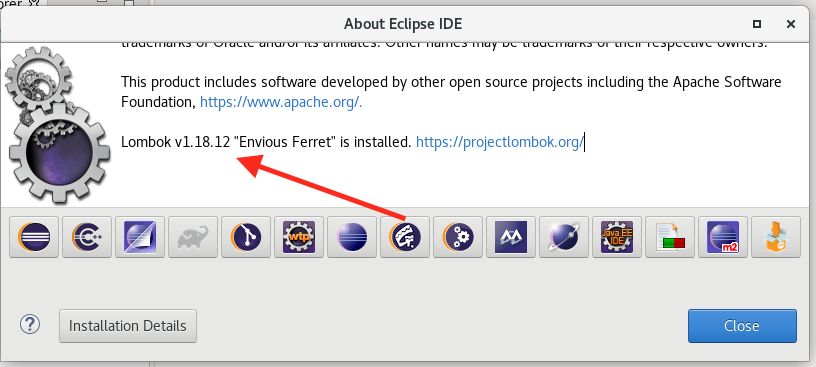 orer
About Eclipse IDE
trademarks of Oracle and/or its affiliates. Other names may be trademarks of their respective owners.
This product includes software developed by other open source projects including the Apache Software
Foundation, https://www.apache.org/.
Lombok v1.18.12 "Envious Ferret" is installed. https://projectlombok.org/
wtp
Java EE
IDE
m2
?
Installation Details
Close